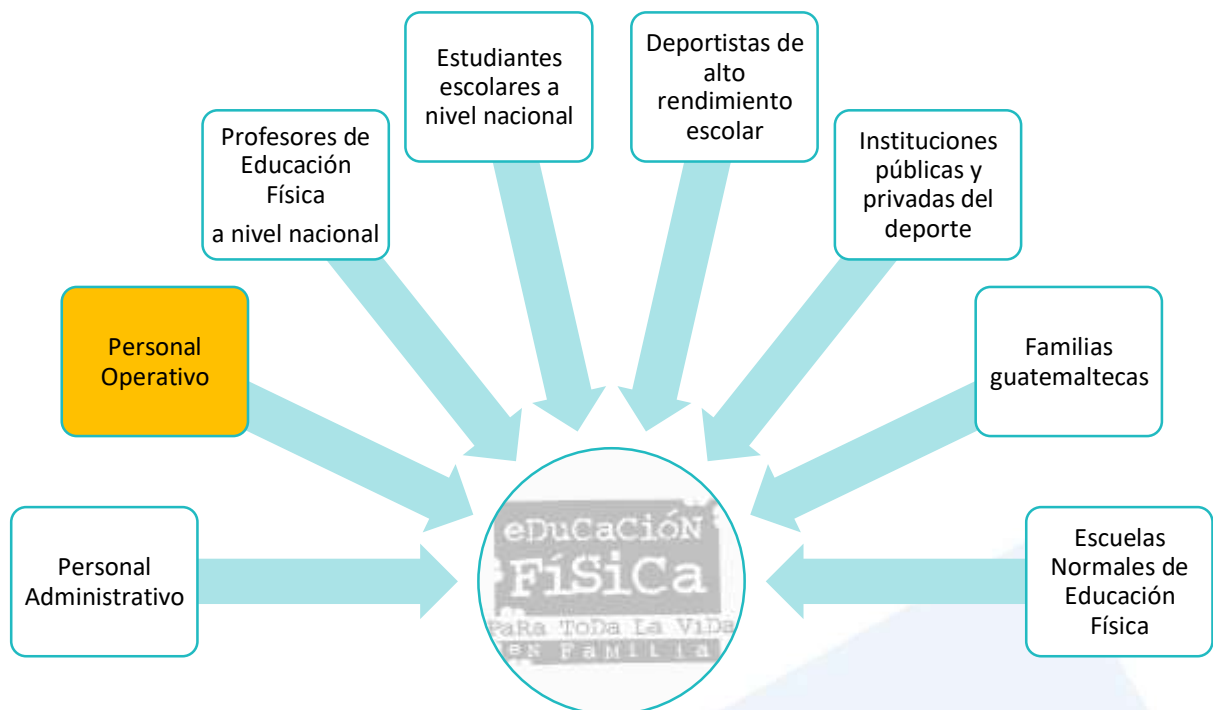 Estudiantes
escolares a
nivel nacional
Deportistas de
alto
rendimiento
escolar
Profesores de
Educación
Física
a nivel nacional
Instituciones
públicas y
privadas del
deporte
Personal
Operativo
Familias
guatemaltecas
Personal
Administrativo
eDuCaCióN
FíSiCa
PaRa ToDa La ViDa
eN FaMiLia
Escuelas
Normales de
Educación
Física